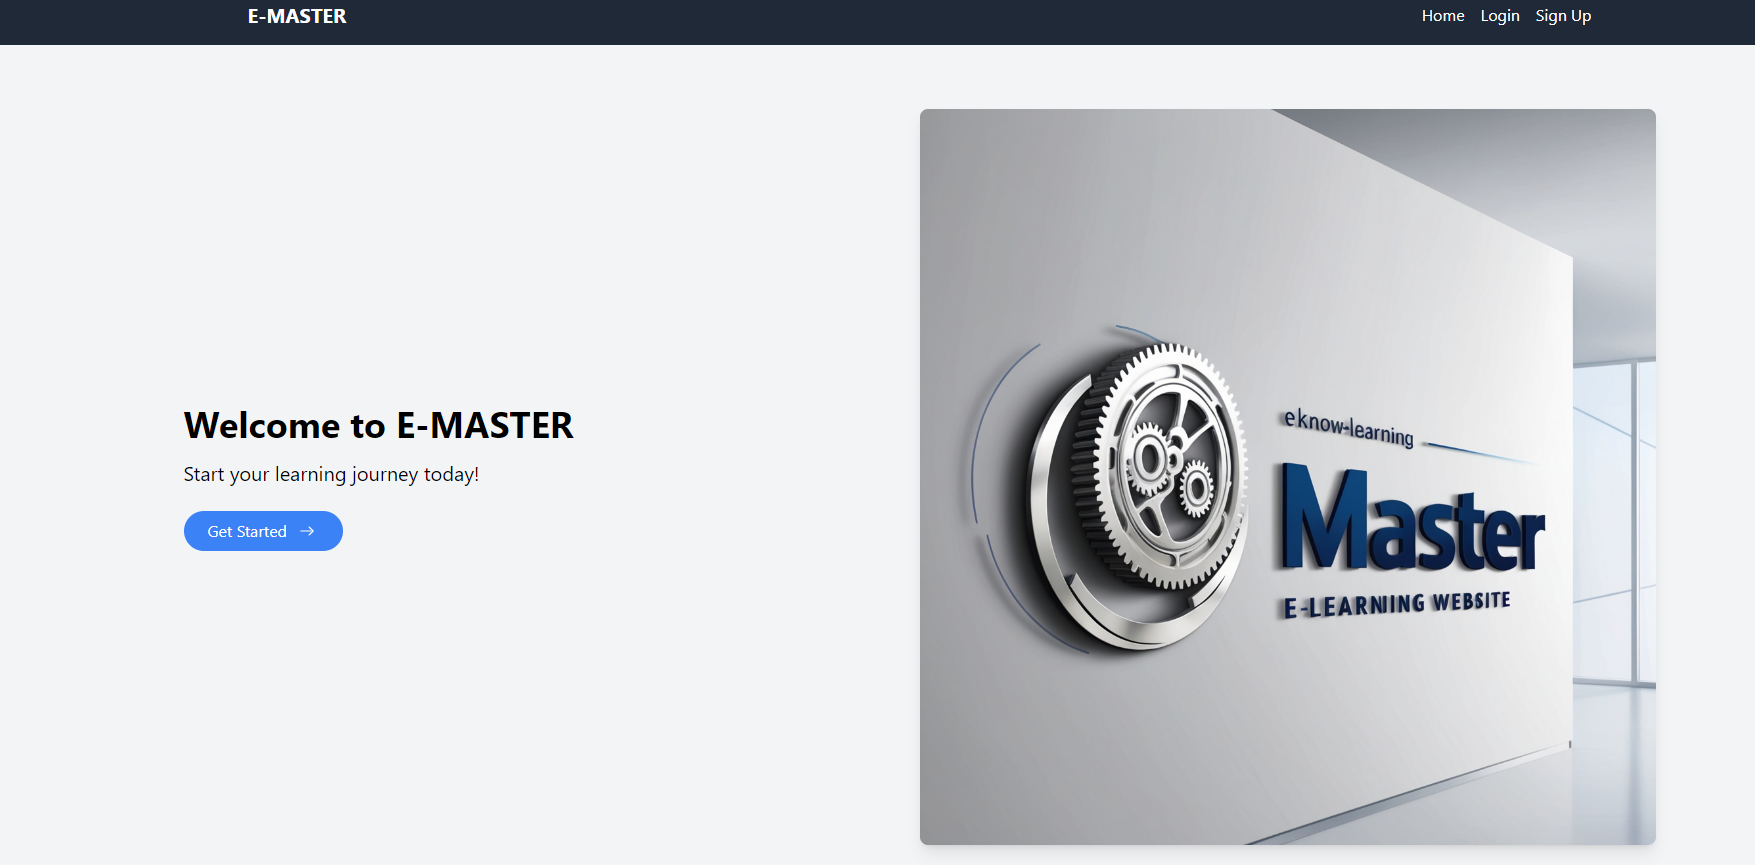 E-MASTER
Home Login Sign Up
Welcome to E-MASTER
Start your learning journey today!
Get Started →
eknow-learning
Master
E-LEARNING WEBSITE